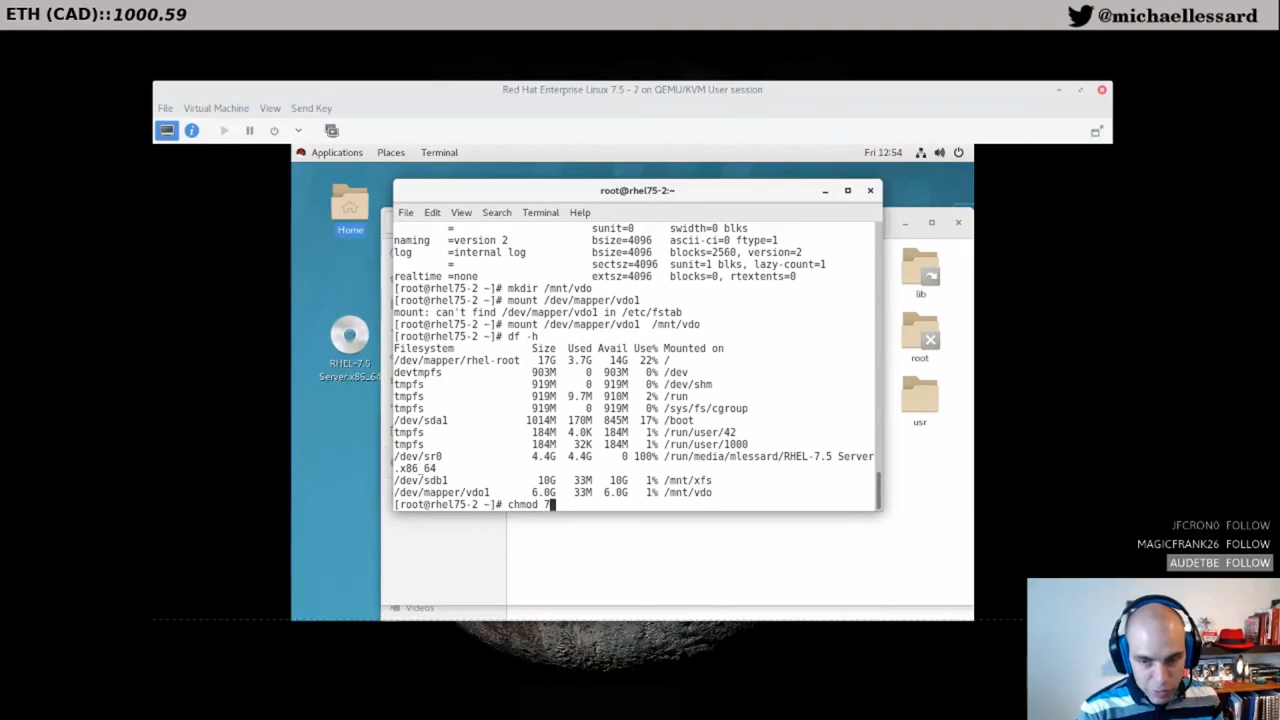 ETH (CAD)::1000.59
@michaellessard
Red Hat Enterprise Linux 7.5 - 2 on QEMU/KVM User session
File Virtual Machine View Send Key
Applications Places Terminal Fri 12:54
root@rhel75-2:~
File Edit View Search Terminal Help
= sunit=0 swidth=0 blks
naming =version 2 bsize=4096 ascii-ci=0 ftype=1
log =internal log bsize=4096 blocks=2560, version=2
= sectsz=4096 sunit=1 blks, lazy-count=1
realtime =none extsz=4096 blocks=0, rtextents=0
[root@rhel75-2 ~]# mkdir /mnt/vdo
[root@rhel75-2 ~]# mount /dev/mapper/vdo1
mount: can't find /dev/mapper/vdo1 in /etc/fstab
[root@rhel75-2 ~]# mount /dev/mapper/vdo1 /mnt/vdo
[root@rhel75-2 ~]# df -h
Filesystem Size Used Avail Use% Mounted on
/dev/mapper/rhel-root 17G 3.7G 14G 22% /
devtmpfs 903M 0 903M 0% /dev
tmpfs 919M 0 919M 0% /dev/shm
tmpfs 919M 9.7M 910M 2% /run
tmpfs 919M 0 919M 0% /sys/fs/cgroup
/dev/sda1 1014M 170M 845M 17% /boot
tmpfs 184M 4.0K 184M 1% /run/user/42
tmpfs 184M 32K 184M 1% /run/user/1000
/dev/sr0 4.4G 4.4G 0 100% /run/media/mlessard/RHEL-7.5 Server
.x86_64
/dev/sdb1 10G 33M 10G 1% /mnt/xfs
/dev/mapper/vdo1 6.0G 33M 6.0G 1% /mnt/vdo
[root@rhel75-2 ~]# chmod 7
Home
RHEL-7.5
Server.x86_64
lib
root
usr
Videos
JFCRON0 FOLLOW
MAGICFRANK26 FOLLOW
AUDETBE FOLLOW